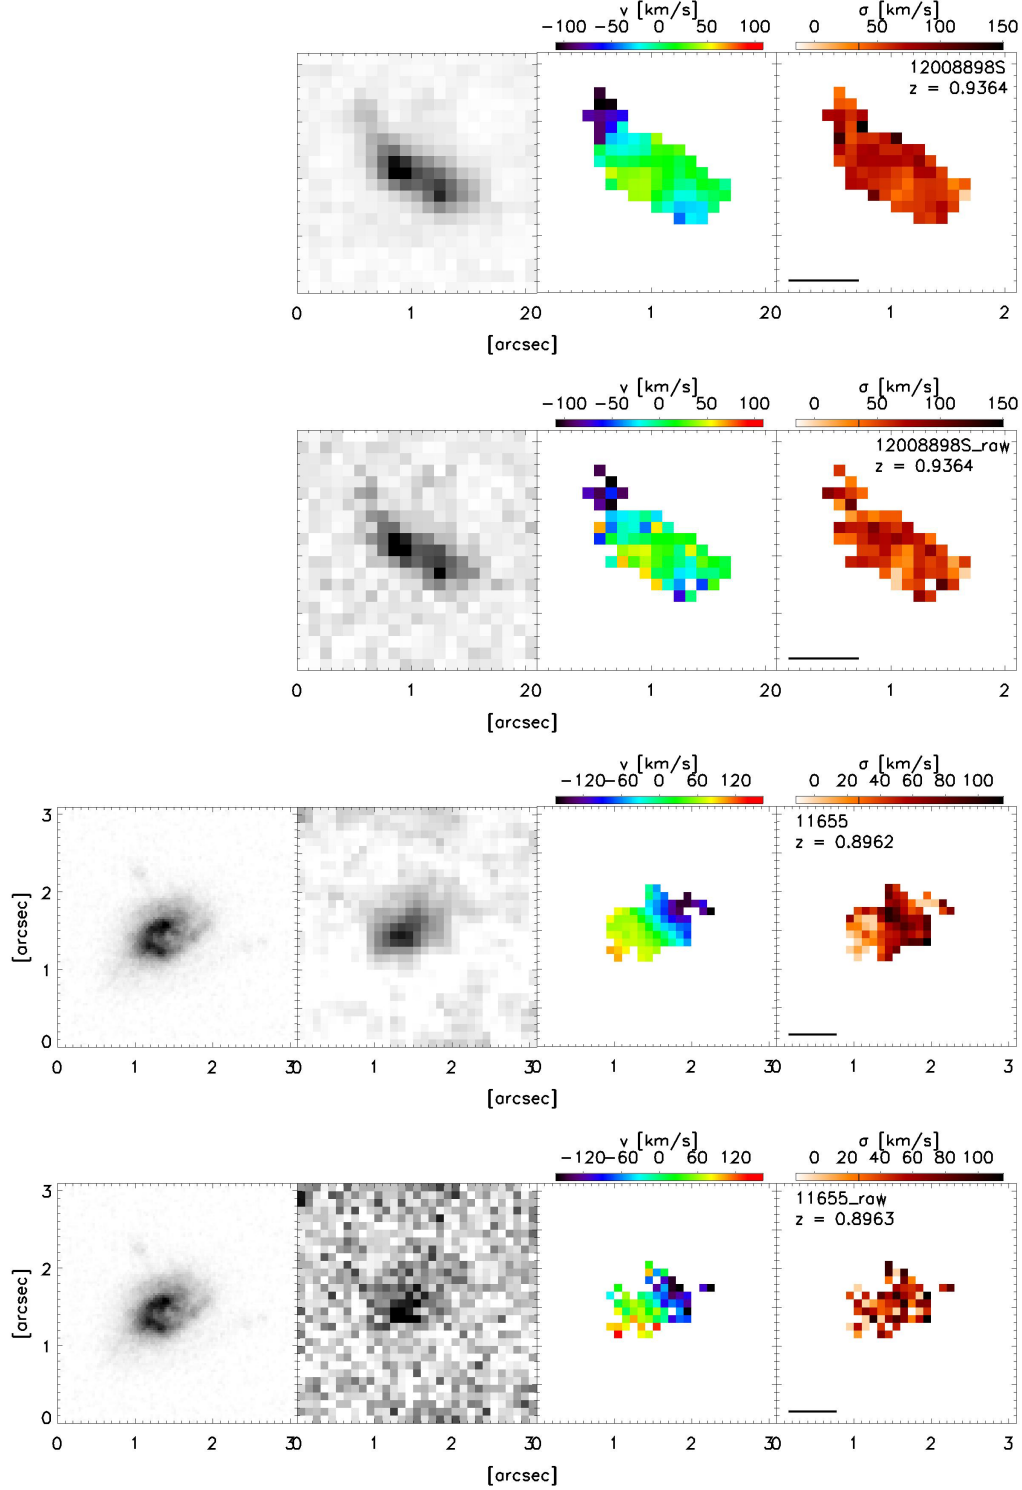 v [km/s] σ [km/s]
−100 −50 0 50 100 0 50 100 150
12008898S
z = 0.9364
0 1 20 1 20 1 2
[arcsec]
v [km/s] σ [km/s]
−100 −50 0 50 100 0 50 100 150
12008898S_raw
z = 0.9364
0 1 20 1 20 1 2
[arcsec]
v [km/s] σ [km/s]
−120 −60 0 60 120 0 20 40 60 80 100
3
11655
z = 0.8962
2
[arcsec]
1
0
0 1 2 30 1 2 30 1 2 30 1 2 3
[arcsec]
v [km/s] σ [km/s]
−120 −60 0 60 120 0 20 40 60 80 100
3
11655_raw
z = 0.8963
2
[arcsec]
1
0
0 1 2 30 1 2 30 1 2 30 1 2 3
[arcsec]